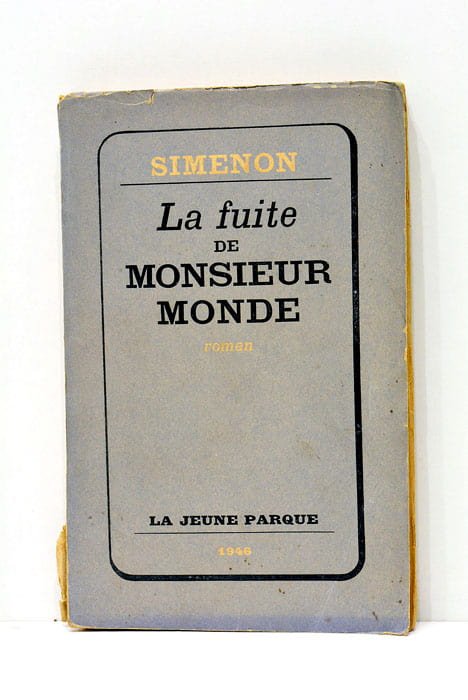 SIMENON
La fuite
DE
MONSIEUR
MONDE
roman
LA JEUNE PARQUE
1946